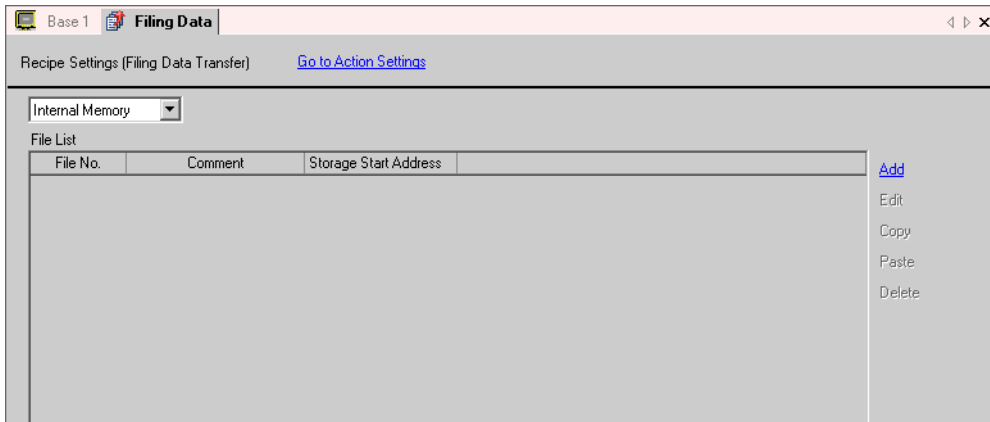 Base 1 Filing Data
Recipe Settings (Filing Data Transfer) Go to Action Settings
Internal Memory
File List
File No. Comment Storage Start Address
Add
Edit
Copy
Paste
Delete